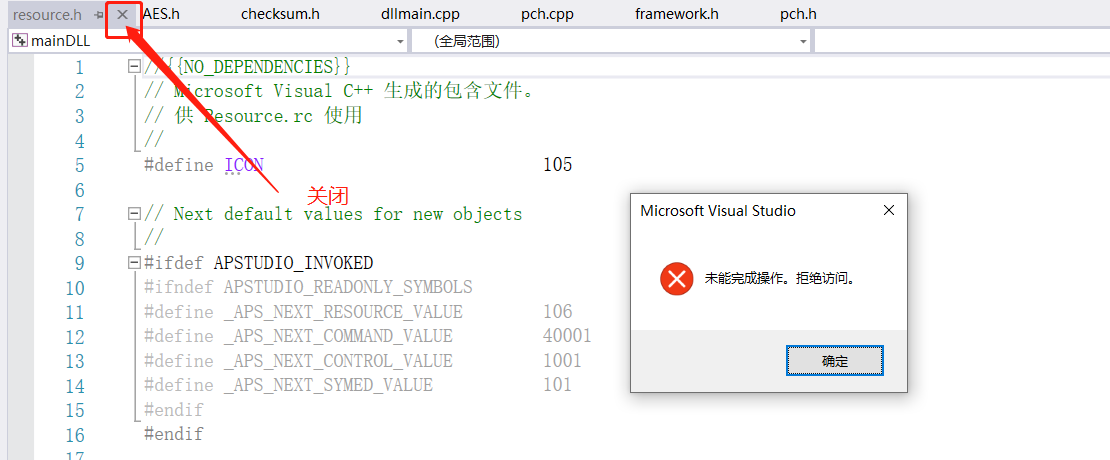 resource.h AES.h checksum.h dllmain.cpp pch.cpp framework.h pch.h
mainDLL (全局范围)
1 //{{NO_DEPENDENCIES}}
2 // Microsoft Visual C++ 生成的包含文件。
3 // 供 Resource.rc 使用
4 //
5 #define ICON 105
6
关闭
7 // Next default values for new objects
8 //
9 #ifdef APSTUDIO_INVOKED
10 #ifndef APSTUDIO_READONLY_SYMBOLS
11 #define _APS_NEXT_RESOURCE_VALUE 106
12 #define _APS_NEXT_COMMAND_VALUE 40001
13 #define _APS_NEXT_CONTROL_VALUE 1001
14 #define _APS_NEXT_SYMED_VALUE 101
15 #endif
16 #endif
17
Microsoft Visual Studio
未能完成操作。拒绝访问。
确定